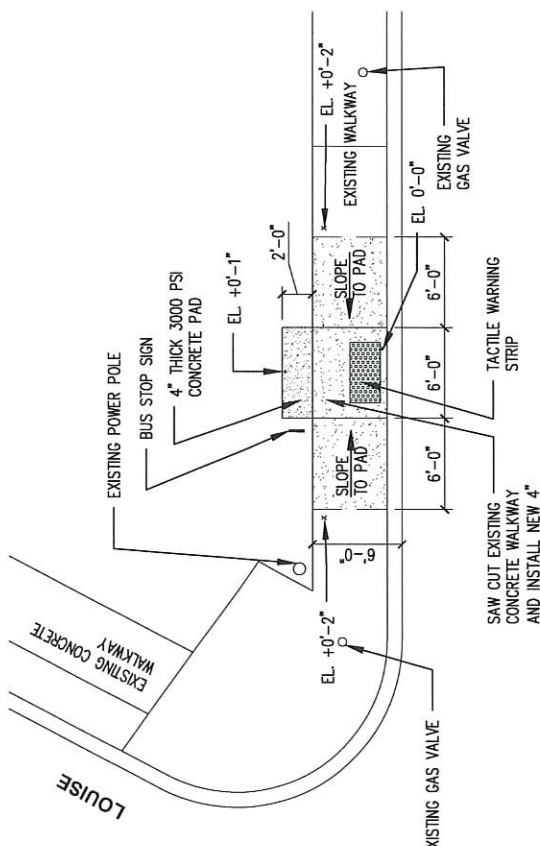 EXISTING POWER POLE
BUS STOP SIGN
4" THICK 3000 PSI
CONCRETE PAD
EL. +0'-1"
2'-0"
EL. +0'-2"
EXISTING WALKWAY
EXISTING
GAS VALVE
EL. 0'-0"
SLOPE
TO PAD
SLOPE
TO PAD
6'-0"
6'-0"
6'-0"
6'-0"
TACTILE WARNING
STRIP
SAW CUT EXISTING
CONCRETE WALKWAY
AND INSTALL NEW 4"
EL. +0'-2"
EXISTING CONCRETE
WALKWAY
LOUISE
EXISTING GAS VALVE